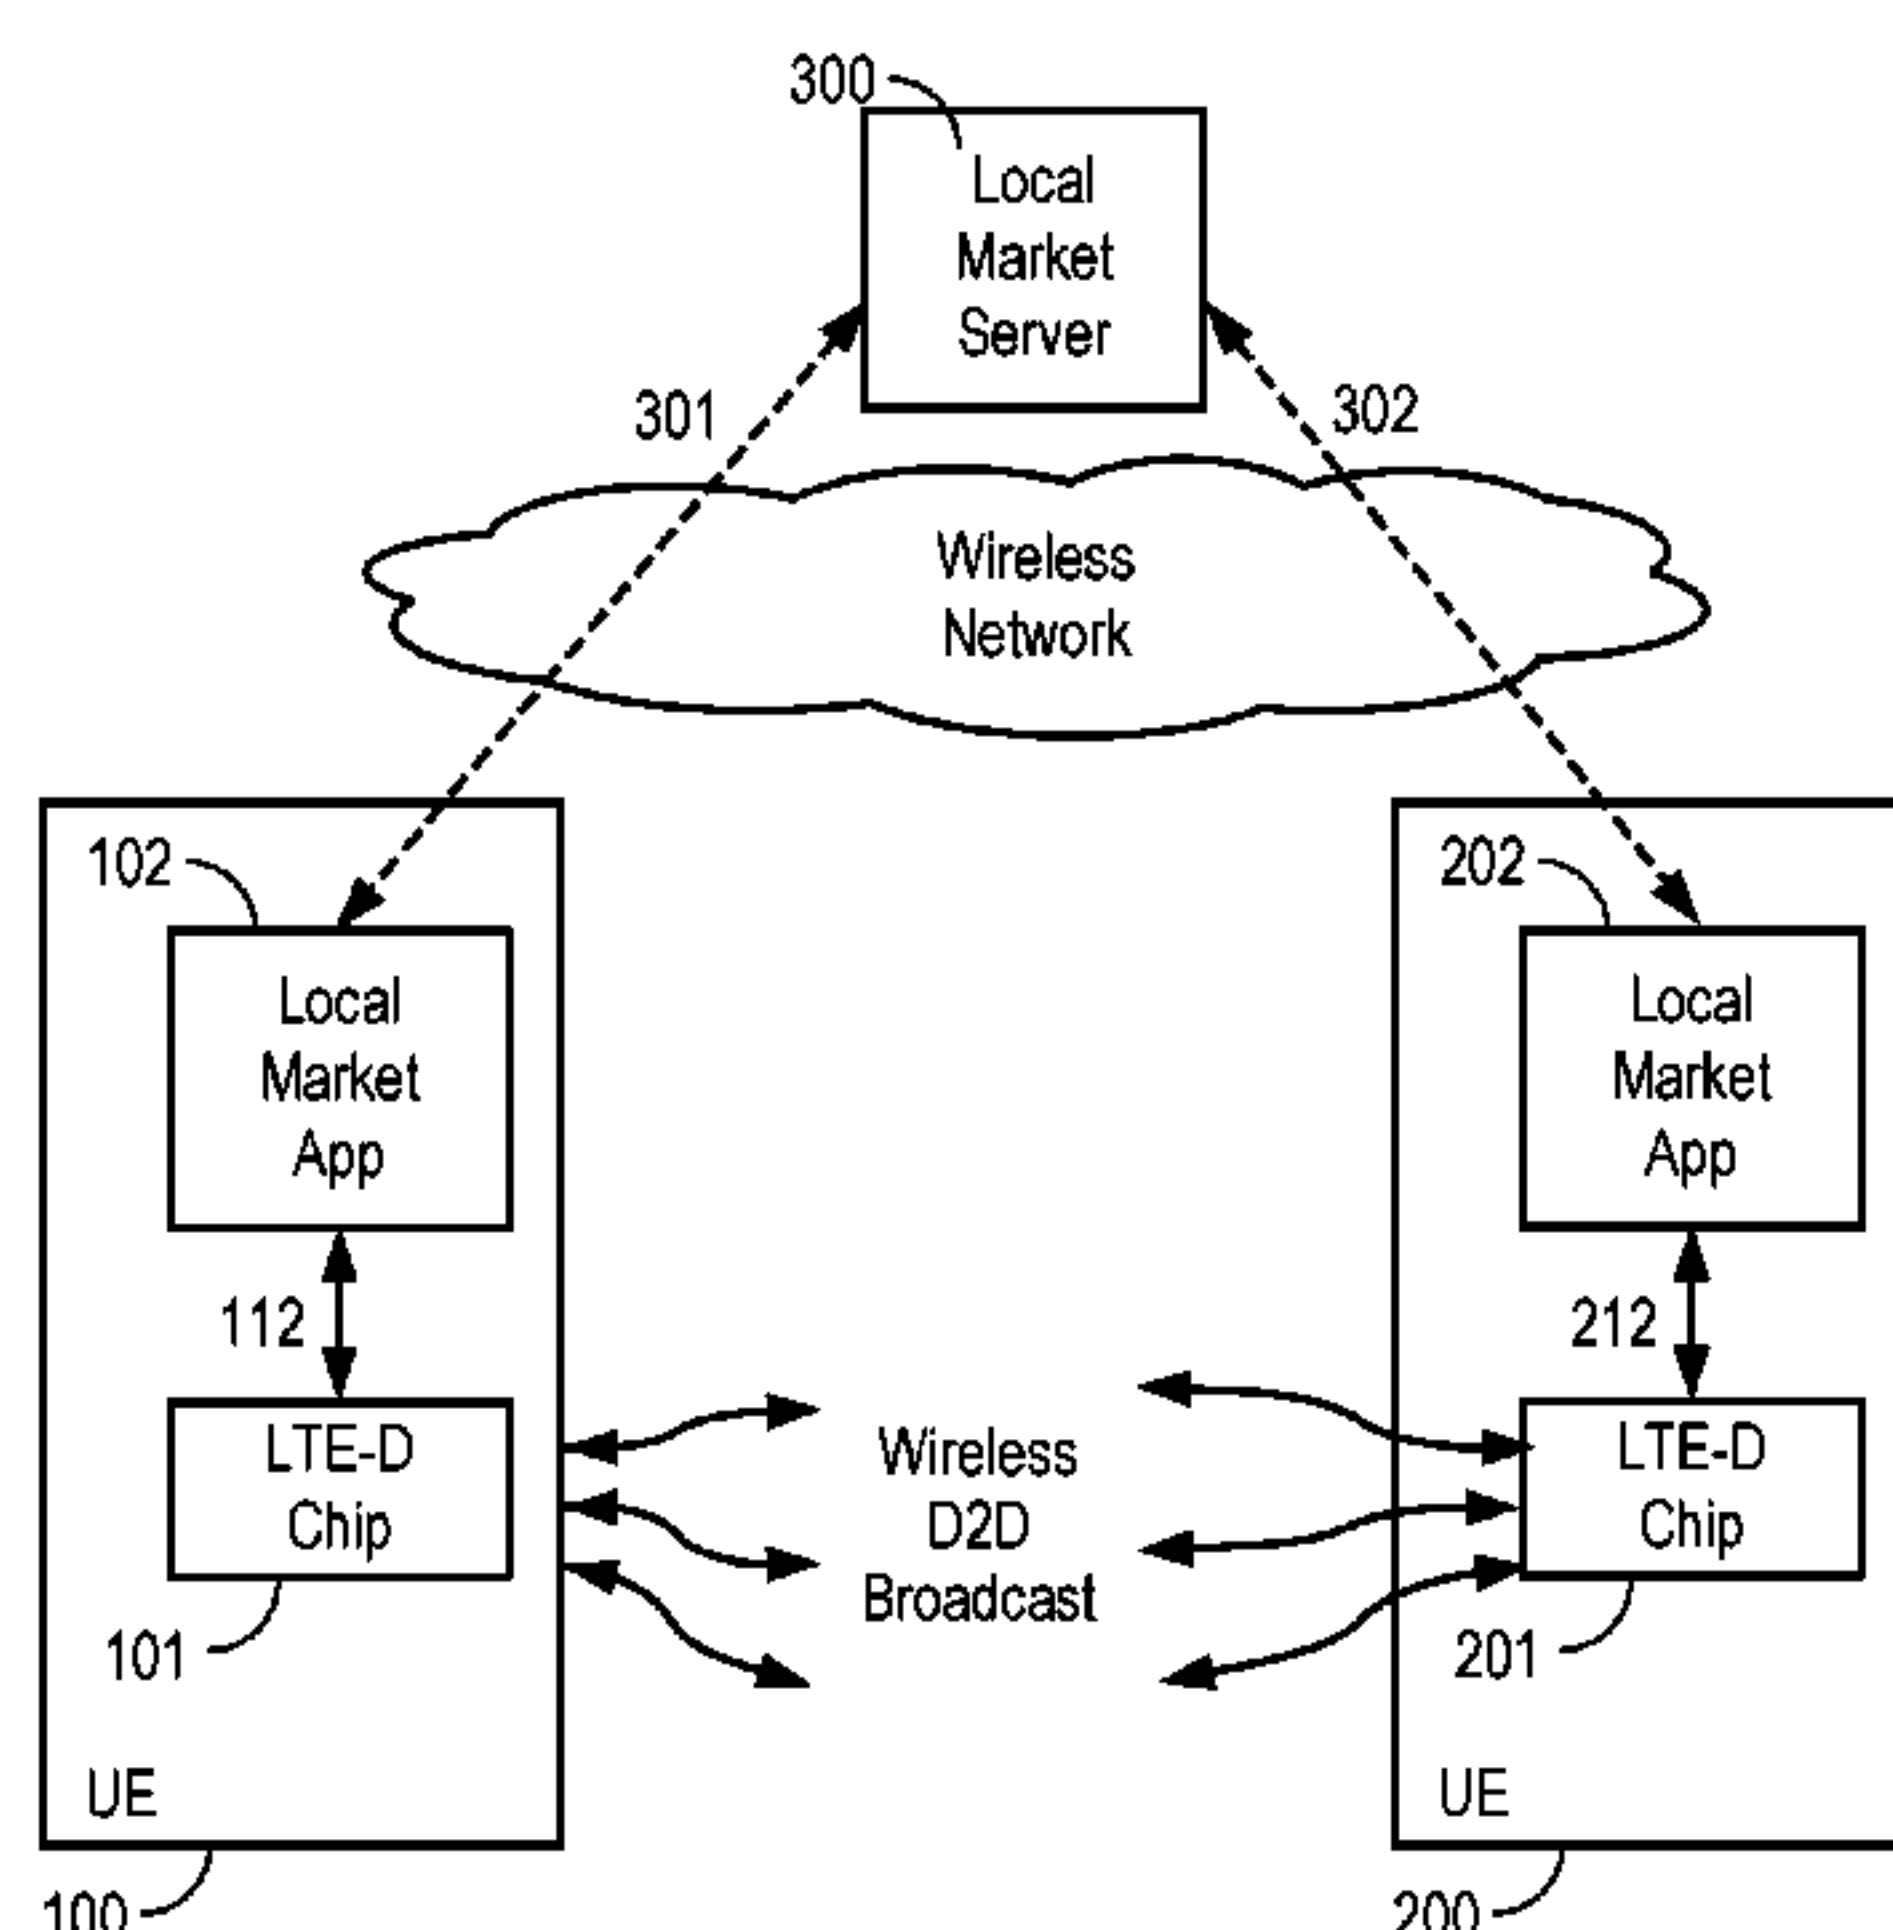 300
Local
Market
Server
301
302
Wireless
Network
102
Local
Market
App
202
Local
Market
App
112
212
LTE-D
Chip
Wireless
D2D
Broadcast
LTE-D
Chip
101
201
UE
UE
100
200